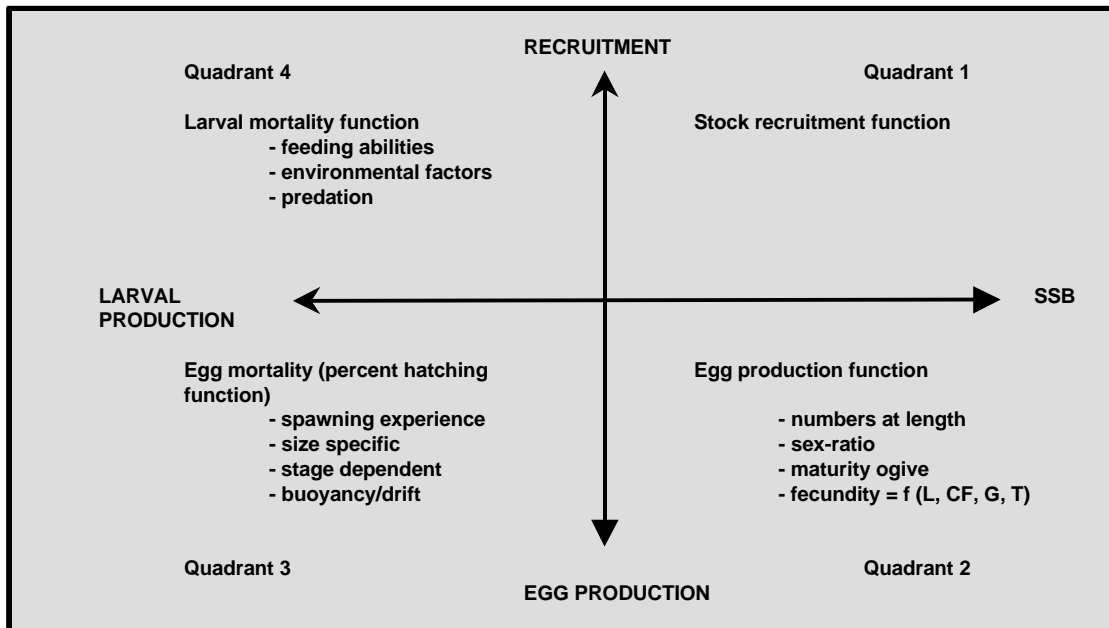 RECRUITMENT
Quadrant 4
Quadrant 1
Larval mortality function
- feeding abilities
- environmental factors
- predation
Stock recruitment function
LARVAL
PRODUCTION
SSB
Egg mortality (percent hatching
function)
- spawning experience
- size specific
- stage dependent
- buoyancy/drift
Egg production function
- numbers at length
- sex-ratio
- maturity ogive
- fecundity = f (L, CF, G, T)
Quadrant 3
Quadrant 2
EGG PRODUCTION